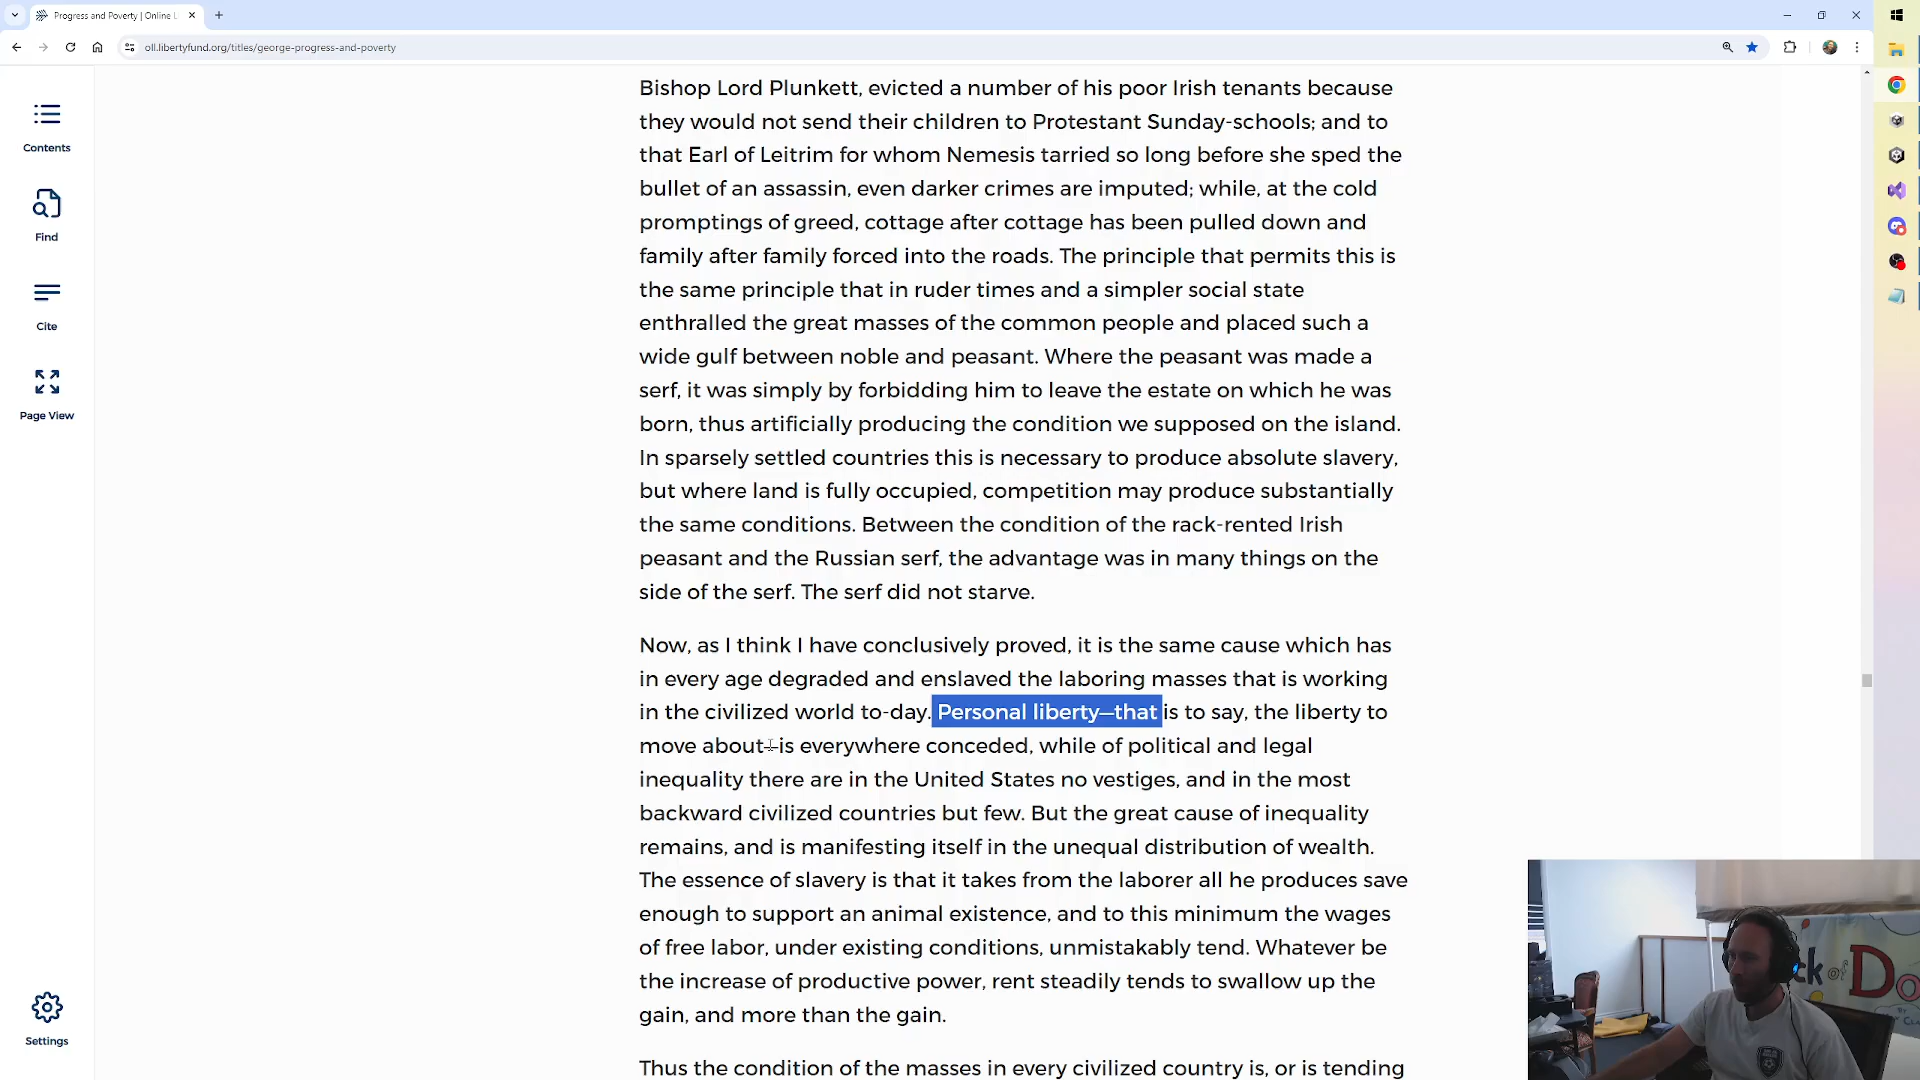 Progress and Poverty | Online L
oll.libertyfund.org/titles/george-progress-and-poverty
Contents
Find
Cite
Page View
Settings
Bishop Lord Plunkett, evicted a number of his poor Irish tenants because
they would not send their children to Protestant Sunday-schools; and to
that Earl of Leitrim for whom Nemesis tarried so long before she sped the
bullet of an assassin, even darker crimes are imputed; while, at the cold
promptings of greed, cottage after cottage has been pulled down and
family after family forced into the roads. The principle that permits this is
the same principle that in ruder times and a simpler social state
enthralled the great masses of the common people and placed such a
wide gulf between noble and peasant. Where the peasant was made a
serf, it was simply by forbidding him to leave the estate on which he was
born, thus artificially producing the condition we supposed on the island.
In sparsely settled countries this is necessary to produce absolute slavery,
but where land is fully occupied, competition may produce substantially
the same conditions. Between the condition of the rack-rented Irish
peasant and the Russian serf, the advantage was in many things on the
side of the serf. The serf did not starve.
Now, as I think I have conclusively proved, it is the same cause which has
in every age degraded and enslaved the laboring masses that is working
in the civilized world to-day. Personal liberty—that is to say, the liberty to
move about—is everywhere conceded, while of political and legal
inequality there are in the United States no vestiges, and in the most
backward civilized countries but few. But the great cause of inequality
remains, and is manifesting itself in the unequal distribution of wealth.
The essence of slavery is that it takes from the laborer all he produces save
enough to support an animal existence, and to this minimum the wages
of free labor, under existing conditions, unmistakably tend. Whatever be
the increase of productive power, rent steadily tends to swallow up the
gain, and more than the gain.
Thus the condition of the masses in every civilized country is, or is tending